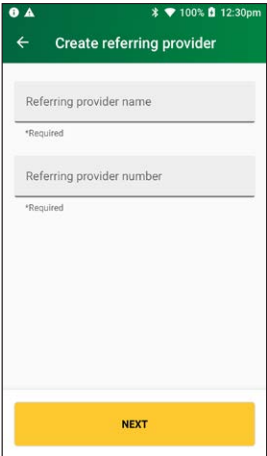 100% 12:30pm
Create referring provider
Referring provider name
*Required
Referring provider number
*Required
NEXT